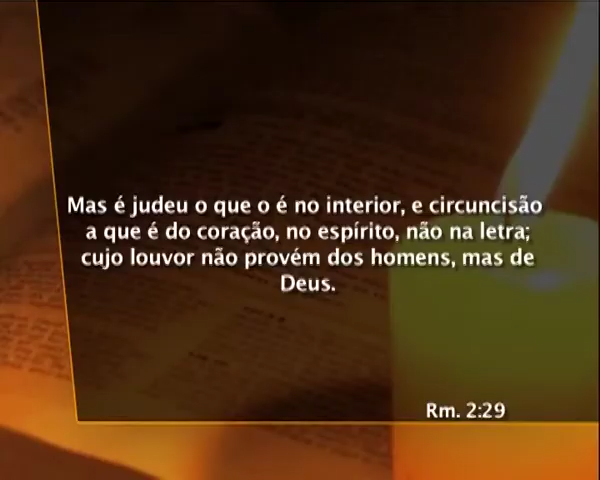 Mas é judeu o que o é no interior, e circuncisão
a que é do coração, no espírito, não na letra;
cujo louvor não provém dos homens, mas de
Deus.
Rm. 2:29